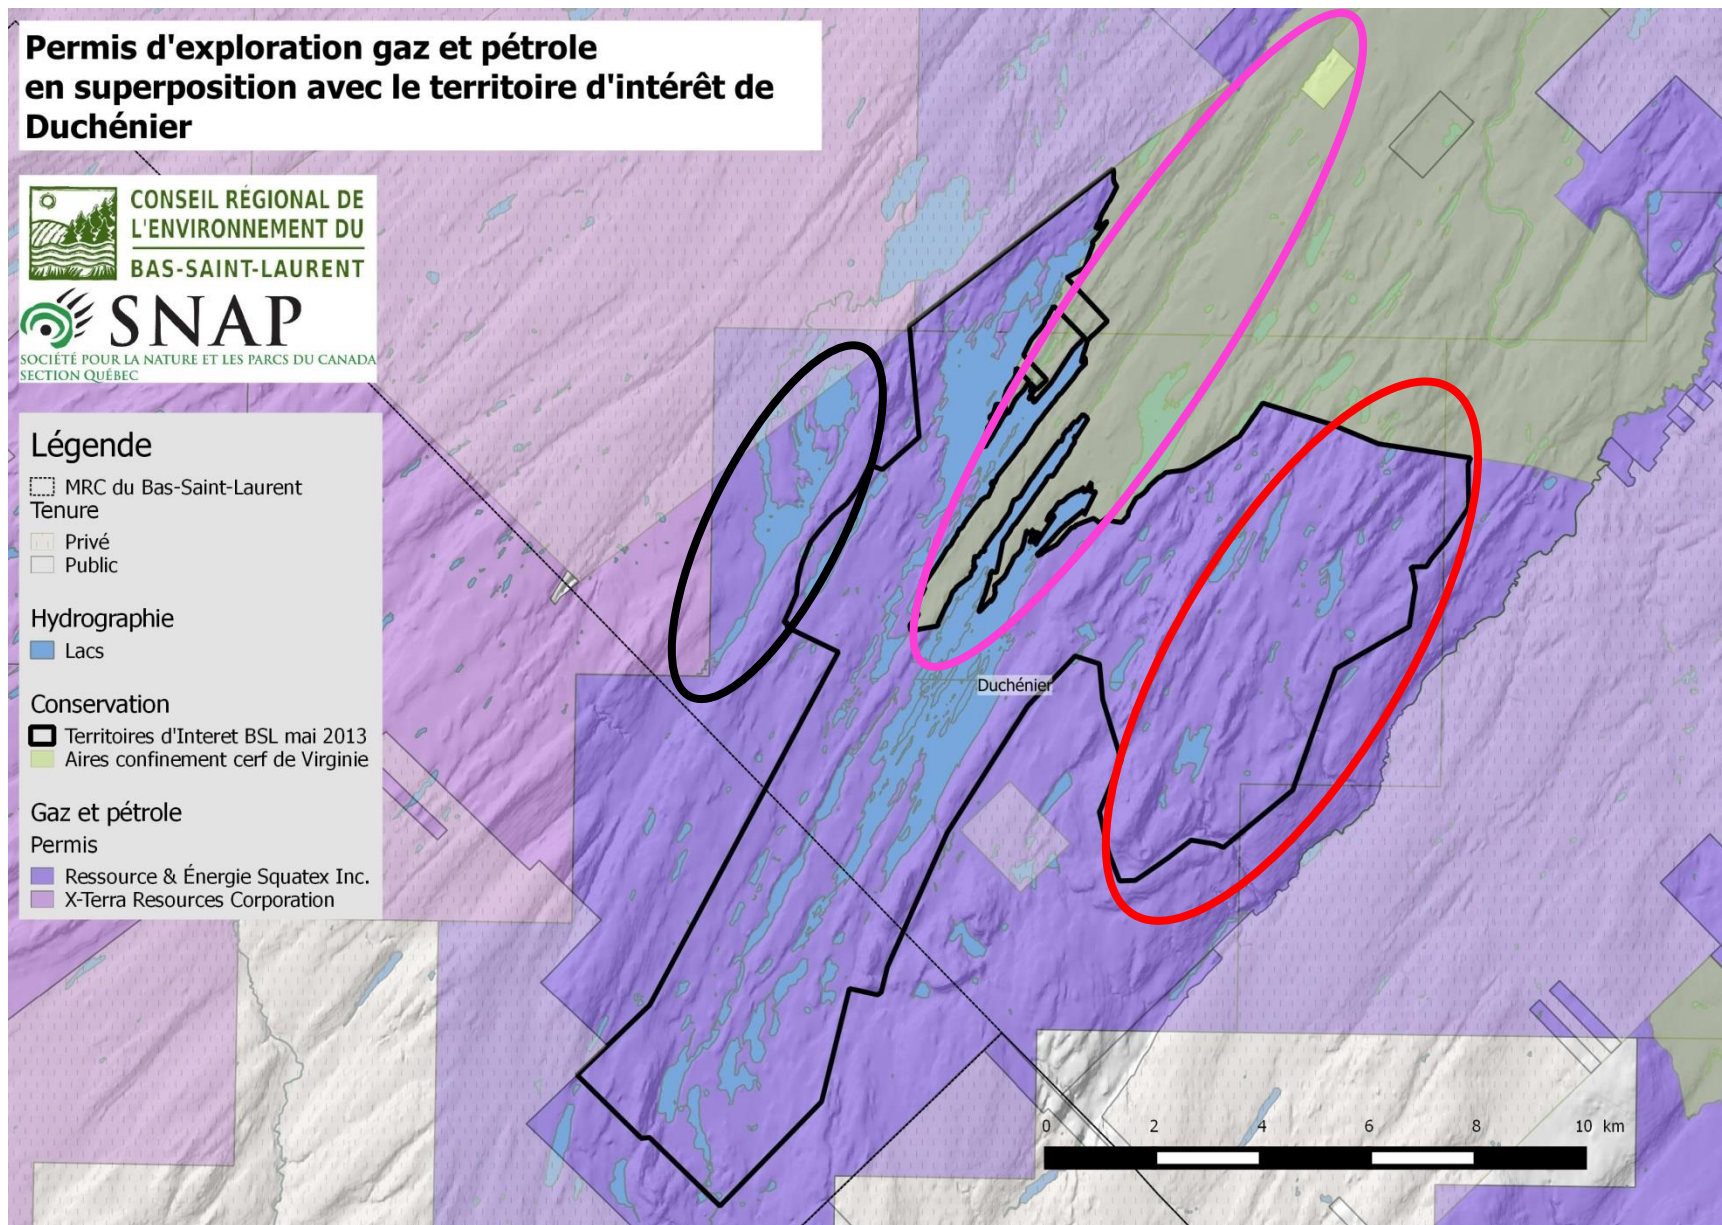 Permis d'exploration gaz et pétrole
en superposition avec le territoire d'intérêt de
Duchénier
CONSEIL RÉGIONAL DE
L'ENVIRONNEMENT DU
BAS-SAINT-LAURENT
SNAP
SOCIÉTÉ POUR LA NATURE ET LES PARCS DU CANADA
SECTION QUÉBEC
Légende
MRC du Bas-Saint-Laurent
Tenure
Privé
Public
Hydrographie
Lacs
Conservation
Territoires d'Interet BSL mai 2013
Aires confinement cerf de Virginie
Gaz et pétrole
Permis
Ressource & Énergie Squatex Inc.
X-Terra Resources Corporation
Duchénier
0 2 4 6 8 10 km